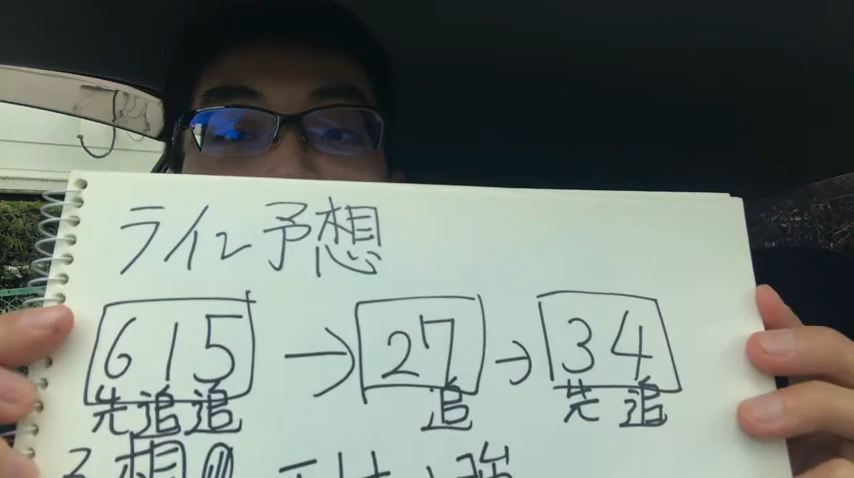 ライン予想
615 → 27 → 34
先追追 追 先追